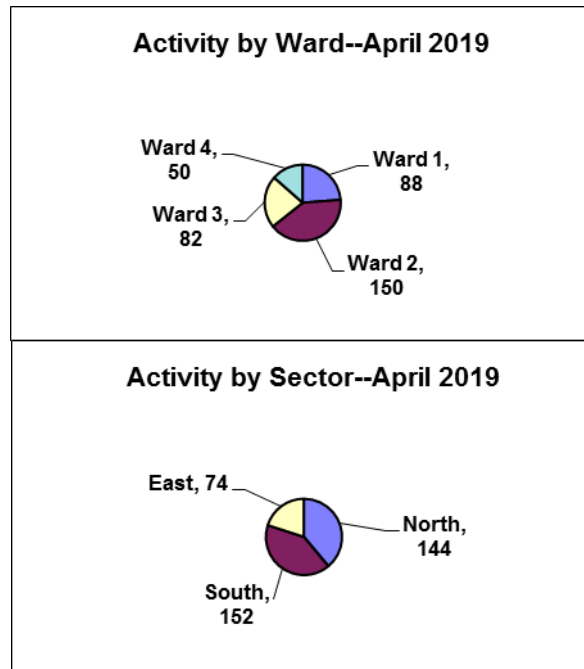 Activity by Ward--April 2019
Ward 4,
50
Ward 1,
88
Ward 3,
82
Ward 2,
150
Activity by Sector--April 2019
East, 74
North,
144
South,
152